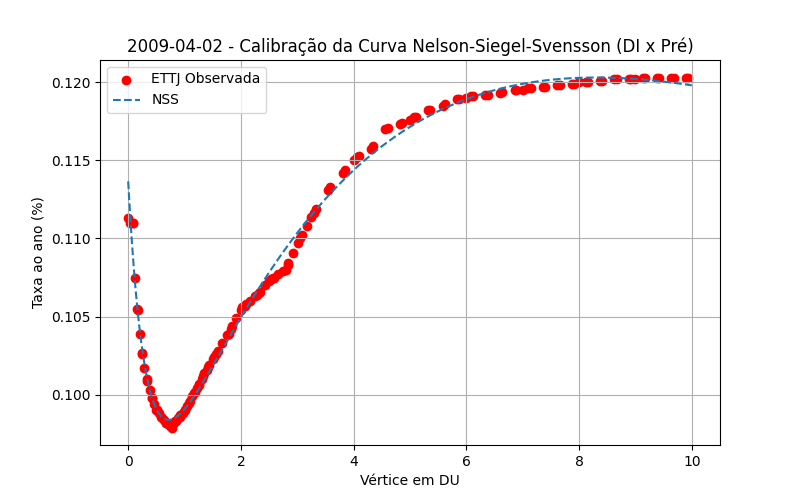 2009-04-02 - Calibração da Curva Nelson-Siegel-Svensson (DI x Pré)
ETTJ Observada
NSS
Taxa ao ano (%)
0.120
0.115
0.110
0.105
0.100
0
2
4
6
8
10
Vértice em DU